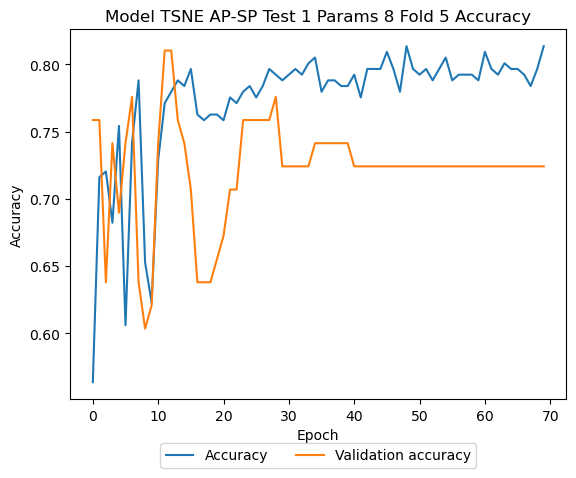 Model TSNE AP-SP Test 1 Params 8 Fold 5 Accuracy
0.80
0.75
0.70
0.65
0.60
Accuracy
0 10 20 30 40 50 60 70
Epoch
Accuracy Validation accuracy